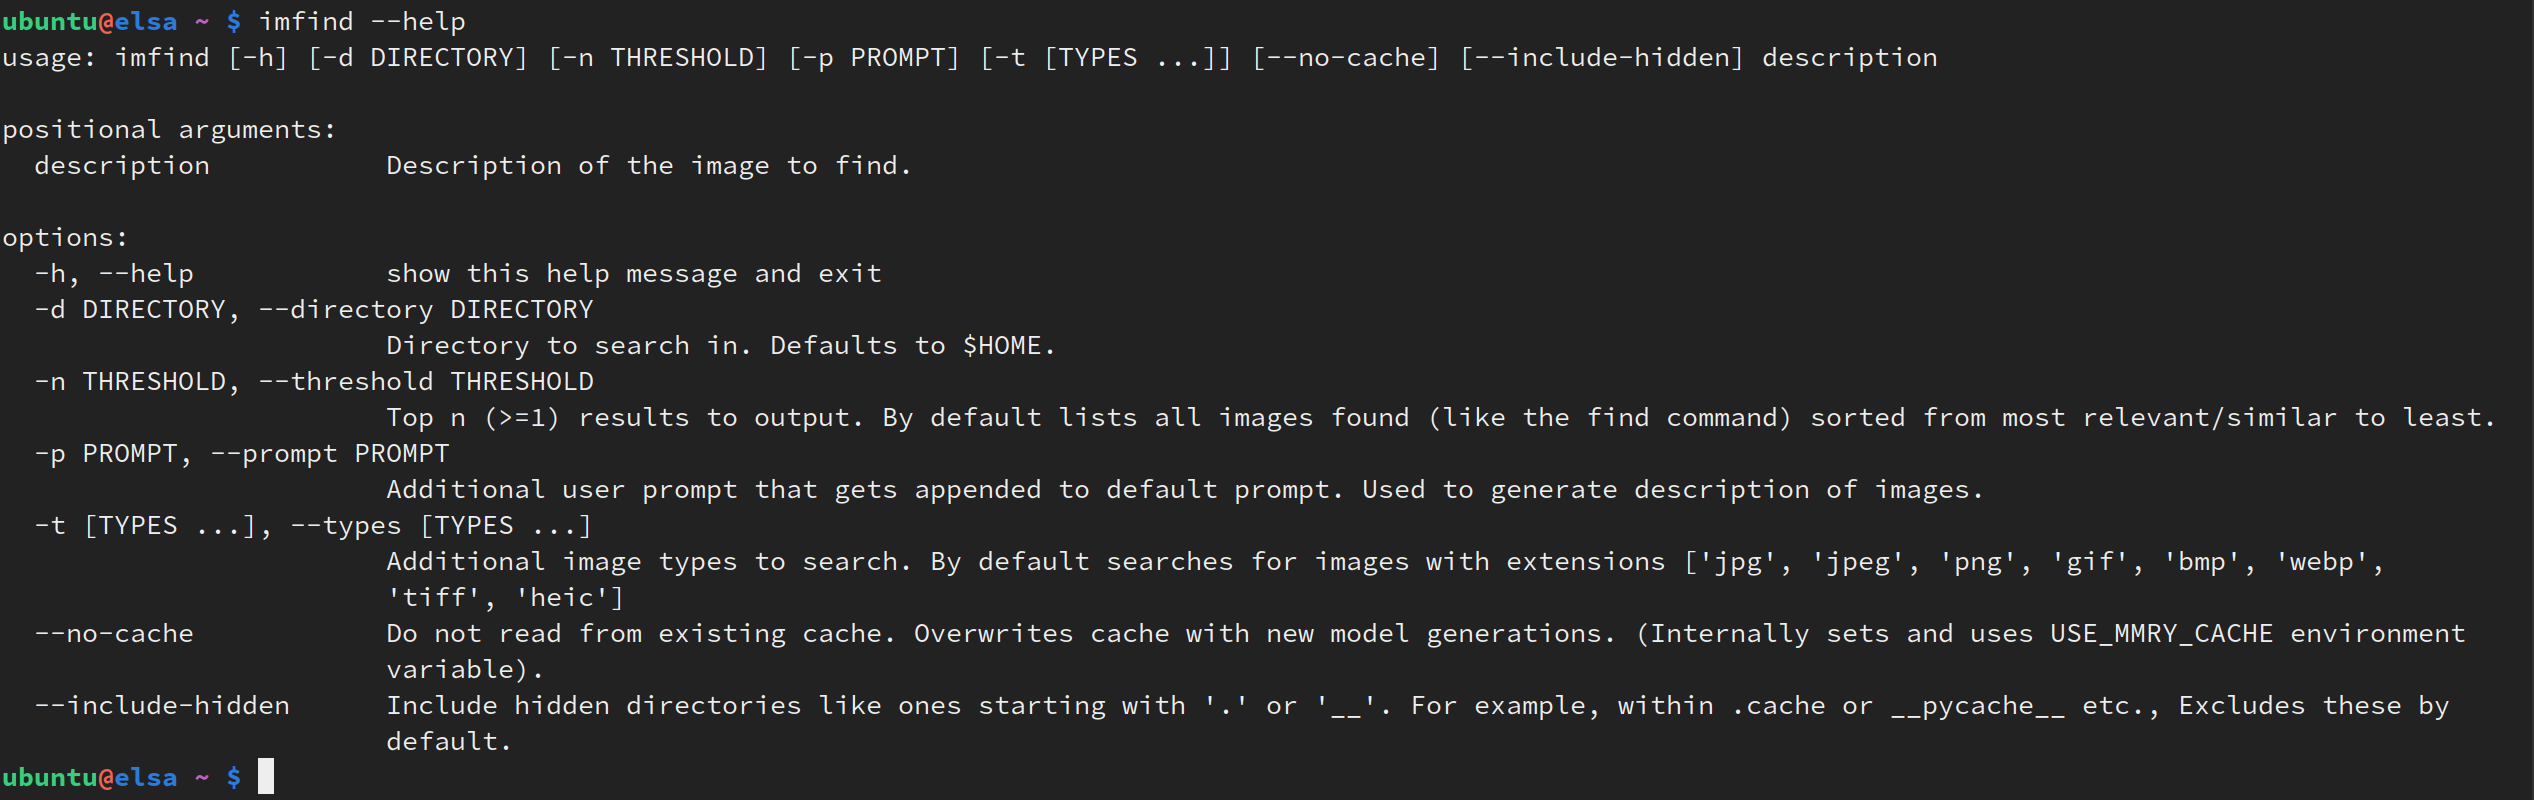 ubuntu@elsa ~ $ imfind --help
usage: imfind [-h] [-d DIRECTORY] [-n THRESHOLD] [-p PROMPT] [-t [TYPES ...]] [--no-cache] [--include-hidden] description

positional arguments:
  description           Description of the image to find.

options:
  -h, --help            show this help message and exit
  -d DIRECTORY, --directory DIRECTORY
                        Directory to search in. Defaults to $HOME.
  -n THRESHOLD, --threshold THRESHOLD
                        Top n (>=1) results to output. By default lists all images found (like the find command) sorted from most relevant/similar to least.
  -p PROMPT, --prompt PROMPT
                        Additional user prompt that gets appended to default prompt. Used to generate description of images.
  -t [TYPES ...], --types [TYPES ...]
                        Additional image types to search. By default searches for images with extensions ['jpg', 'jpeg', 'png', 'gif', 'bmp', 'webp',
                        'tiff', 'heic']
  --no-cache            Do not read from existing cache. Overwrites cache with new model generations. (Internally sets and uses USE_MMRY_CACHE environment
                        variable).
  --include-hidden      Include hidden directories like ones starting with '.' or '__'. For example, within .cache or __pycache__ etc., Excludes these by
                        default.
ubuntu@elsa ~ $